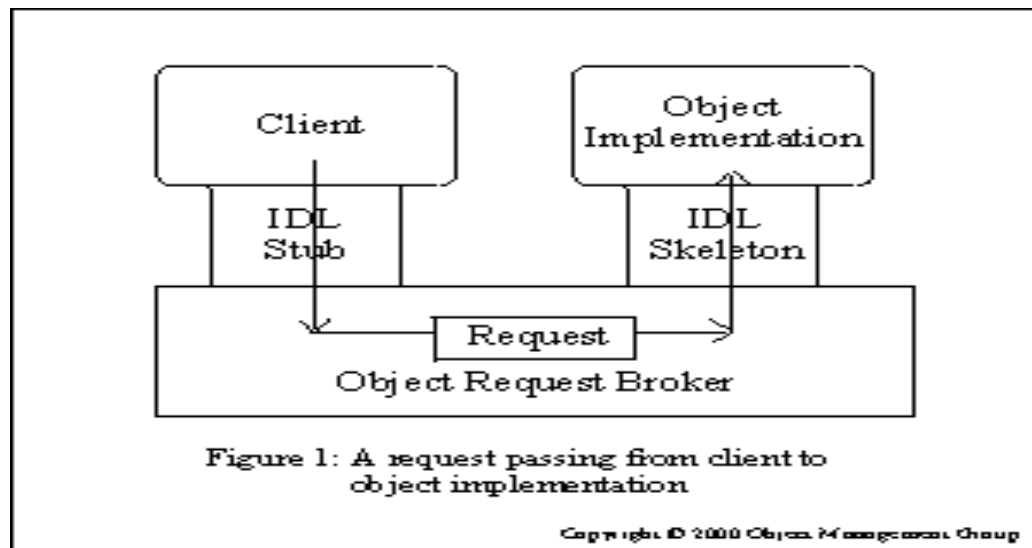 Client
Object
Implementation
IDL
Stub
IDL
Skeleton
Request
Object Request Broker
Figure 1: A request passing from client to
object implementation
Copyright © 2000 Object Management Group